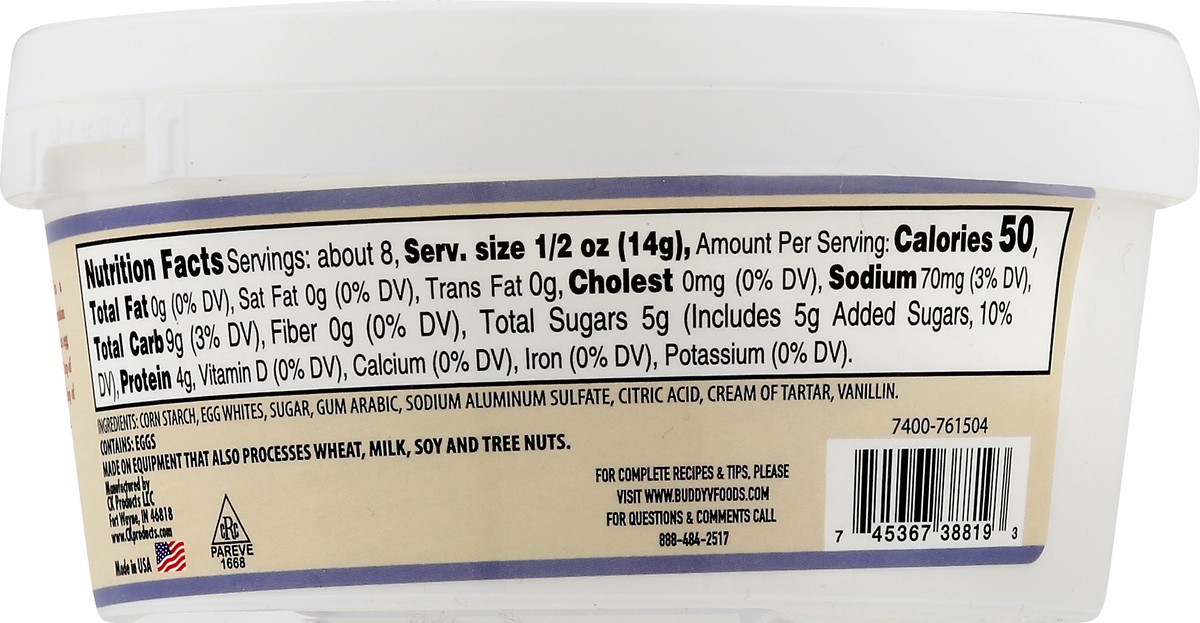 Nutrition Facts Servings: about 8, Serv. size 1/2 oz (14g), Amount Per Serving: Calories 50,
Total Fat 0g (0% DV), Sat Fat 0g (0% DV), Trans Fat 0g, Cholest 0mg (0% DV), Sodium 70mg (3% DV),
Total Carb 9g (3% DV), Fiber 0g (0% DV), Total Sugars 5g (Includes 5g Added Sugars, 10%
DV), Protein 4g, Vitamin D (0% DV), Calcium (0% DV), Iron (0% DV), Potassium (0% DV).
INGREDIENTS: CORN STARCH, EGG WHITES, SUGAR, GUM ARABIC, SODIUM ALUMINUM SULFATE, CITRIC ACID, CREAM OF TARTAR, VANILLIN.
CONTAINS: EGGS
MADE ON EQUIPMENT THAT ALSO PROCESSES WHEAT, MILK, SOY AND TREE NUTS.
Manufactured by
CK Products LLC
Fort Wayne, IN 46818
www.CKproducts.com
Made in USA
CRC
PAREVE
1668
FOR COMPLETE RECIPES & TIPS, PLEASE
VISIT WWW.BUDDYVFOODS.COM
FOR QUESTIONS & COMMENTS CALL
888-484-2517
7400-761504
7 45367 38819 3